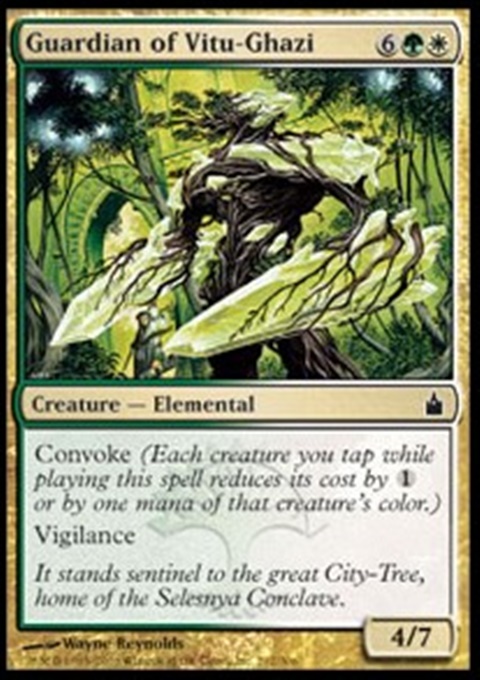 Guardian of Vitu-Ghazi 6
Creature — Elemental
Convoke (Each creature you tap while
playing this spell reduces its cost by 1
or by one mana of that creature's color.)
Vigilance
It stands sentinel to the great City-Tree,
home of the Selesnya Conclave.
Wayne Reynolds
4/7